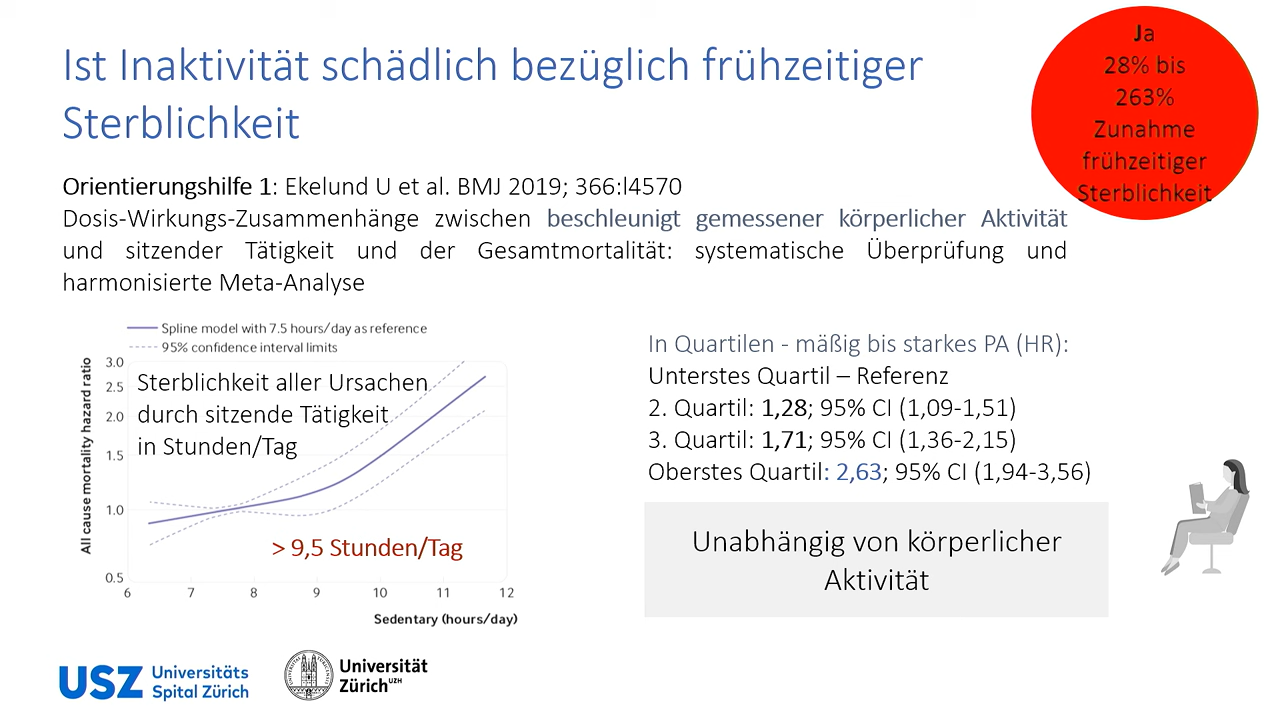 Ist Inaktivität schädlich bezüglich frühzeitiger
Sterblichkeit
Ja
28% bis
263%
Zunahme
frühzeitiger
Sterblichkeit
Orientierungshilfe 1: Ekelund U et al. BMJ 2019; 366:l4570
Dosis-Wirkungs-Zusammenhänge zwischen beschleunigt gemessener körperlicher Aktivität
und sitzender Tätigkeit und der Gesamtmortalität: systematische Überprüfung und
harmonisierte Meta-Analyse
Spline model with 7.5 hours/day as reference
95% confidence interval limits
All cause mortality hazard ratio
3.0
2.5
2.0
1.5
1.0
0.5
Sterblichkeit aller Ursachen
durch sitzende Tätigkeit
in Stunden/Tag
> 9,5 Stunden/Tag
6 7 8 9 10 11 12
Sedentary (hours/day)
In Quartilen - mäßig bis starkes PA (HR):
Unterstes Quartil – Referenz
2. Quartil: 1,28; 95% CI (1,09-1,51)
3. Quartil: 1,71; 95% CI (1,36-2,15)
Oberstes Quartil: 2,63; 95% CI (1,94-3,56)
Unabhängig von körperlicher
Aktivität
USZ Universitäts
Spital Zürich
Universität
Zürich UZH